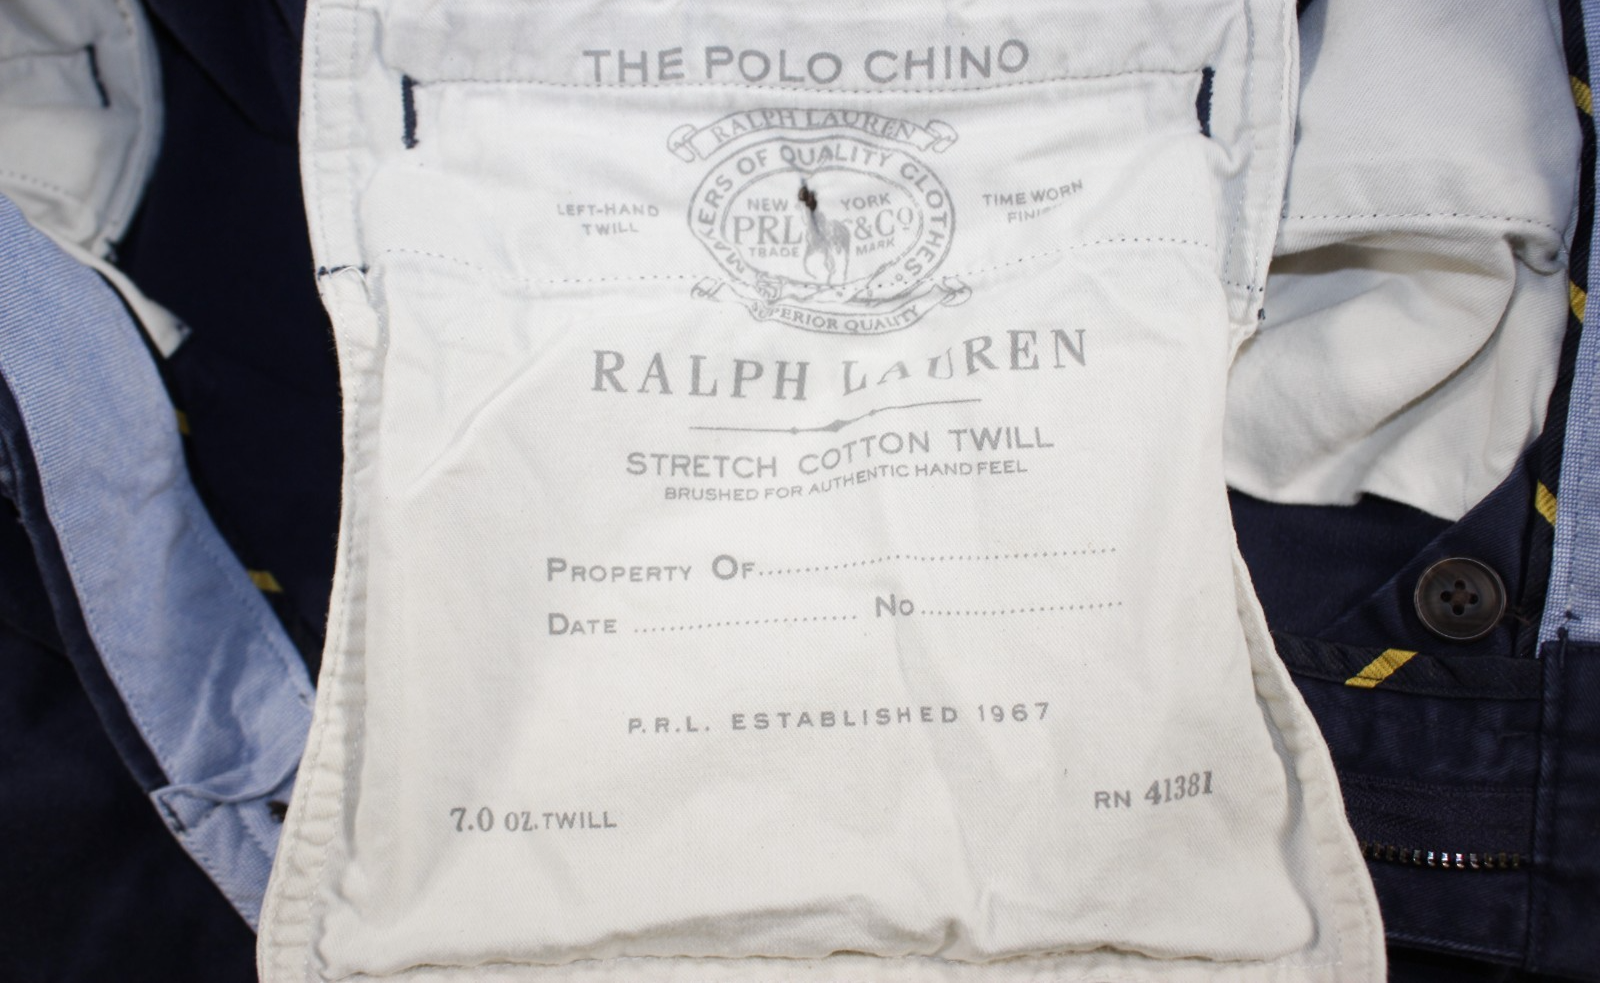 THE POLO CHINO
RALPH LAUREN
MAKERS OF QUALITY CLOTHES
NEW YORK
PRL &Cº
TRADE MARK
SUPERIOR QUALITY
LEFT-HAND
TWILL
TIME WORN
FINISH
RALPH LAUREN
STRETCH COTTON TWILL
BRUSHED FOR AUTHENTIC HAND FEEL
PROPERTY OF
DATE NO
P.R.L. ESTABLISHED 1967
7.0 OZ. TWILL
RN 41381